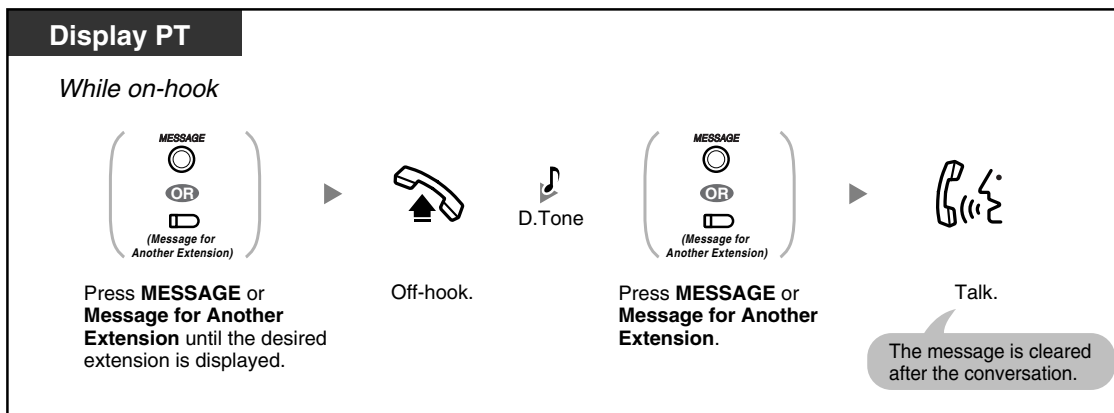 Display PT
While on-hook
MESSAGE
OR
(Message for
Another Extension)
D.Tone
MESSAGE
OR
(Message for
Another Extension)
Press MESSAGE or
Message for Another
Extension until the desired
extension is displayed.
Off-hook.
Press MESSAGE or
Message for Another
Extension.
Talk.
The message is cleared
after the conversation.